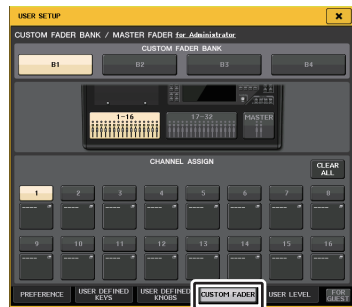 USER SETUP
CUSTOM FADER BANK / MASTER FADER for Administrator
CUSTOM FADER BANK
B1 B2 B3 B4
1-16 17-32 MASTER
CHANNEL ASSIGN
CLEAR ALL
1 2 3 4 5 6 7 8
---- ---- ---- ---- ---- ---- ---- ----
9 10 11 12 13 14 15 16
---- ---- ---- ---- ---- ---- ---- ----
PREFERENCE USER DEFINED KEYS USER DEFINED KNOBS CUSTOM FADER USER LEVEL FOR GUEST